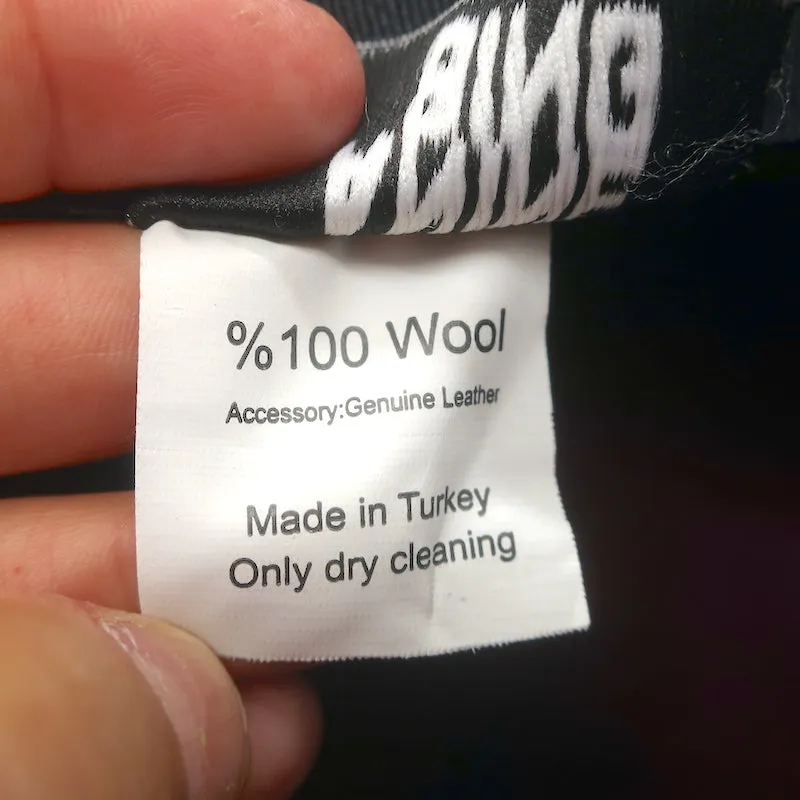 %100 Wool
Accessory:Genuine Leather
Made in Turkey
Only dry cleaning